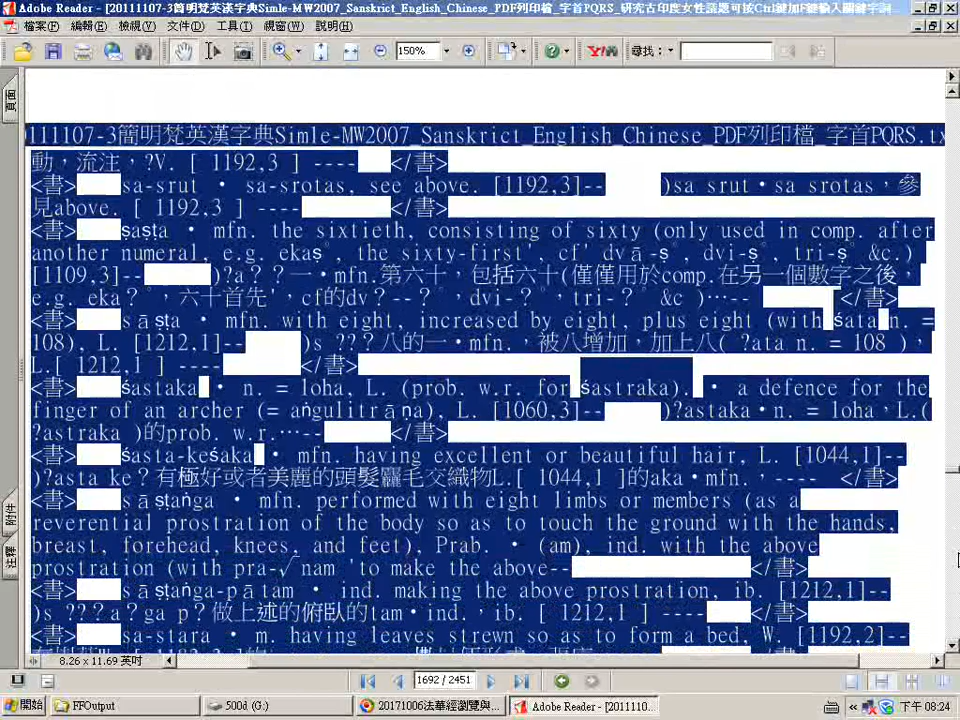 Adobe Reader - [20111107-3簡明梵英漢字典Simle-MW2007_Sanskrict_English_Chinese_PDF列印檔_字首PQRS_研究古印度女性議題可按Ctrl鍵加F鍵輸入關鍵字詞
檔案(F) 編輯(E) 檢視(V) 文件(D) 工具(T) 視窗(W) 說明(H)
150% Y! 尋找：
頁面
111107-3簡明梵英漢字典Simle-MW2007_Sanskrict_English_Chinese_PDF列印檔_字首PQRS.tx
動，流注，?V. [ 1192,3 ] ---- </書>
<書> sa-srut • sa-srotas, see above. [1192,3]-- )sa srut•sa srotas，參
見above. [ 1192,3 ] ---- </書>
<書> ṣaṣṭa • mfn. the sixtieth, consisting of sixty (only used in comp. after
another numeral, e.g. ekaṣ°, the sixty-first', cf' dvā-ṣ°, dvi-ṣ°, tri-ṣ° &c.)
[1109,3]-- )?a？？一•mfn.第六十，包括六十(僅僅用於comp.在另一個數字之後，
e.g. eka？°，六十首先'，cf的dv？--？°，dvi-？°，tri-？° &c )…-- </書>
<書> sāṣṭa • mfn. with eight, increased by eight, plus eight (with śata n. =
108), L. [1212,1]-- )s ???八的一•mfn.，被八增加，加上八( ?ata n. = 108 )，
L.[ 1212,1 ] ---- </書>
<書> śastaka • n. = loha, L. (prob. w.r. for śastraka). • a defence for the
finger of an archer (= aṅgulitrāṇa), L. [1060,3]-- )?astaka•n. = loha，L.(
?astraka )的prob. w.r.…-- </書>
<書> śasta-keśaka • mfn. having excellent or beautiful hair, L. [1044,1]--
)?asta ke？有極好或者美麗的頭髮羅毛交織物L.[ 1044,1 ]的aka•mfn.，---- </書>
<書> sāṣṭaṅga • mfn. performed with eight limbs or members (as a
reverential prostration of the body so as to touch the ground with the hands,
breast, forehead, knees, and feet), Prab. • (am), ind. with the above
prostration (with pra-√nam 'to make the above-- </書>
<書> sāṣṭaṅga-pātam • ind. making the above prostration, ib. [1212,1]--
)s ???a？ga p？做上述的俯臥的tam•ind.，ib. [ 1212,1 ] ---- </書>
<書> sa-stara • m. having leaves strewn so as to form a bed, W. [1192,2]--
附件
注釋
8.26 x 11.69 英吋
1692 / 2451
開始 FFOutput 500d (G:) 20171006法華經瀏覽與... Adobe Reader - [2011110... 下午 08:24